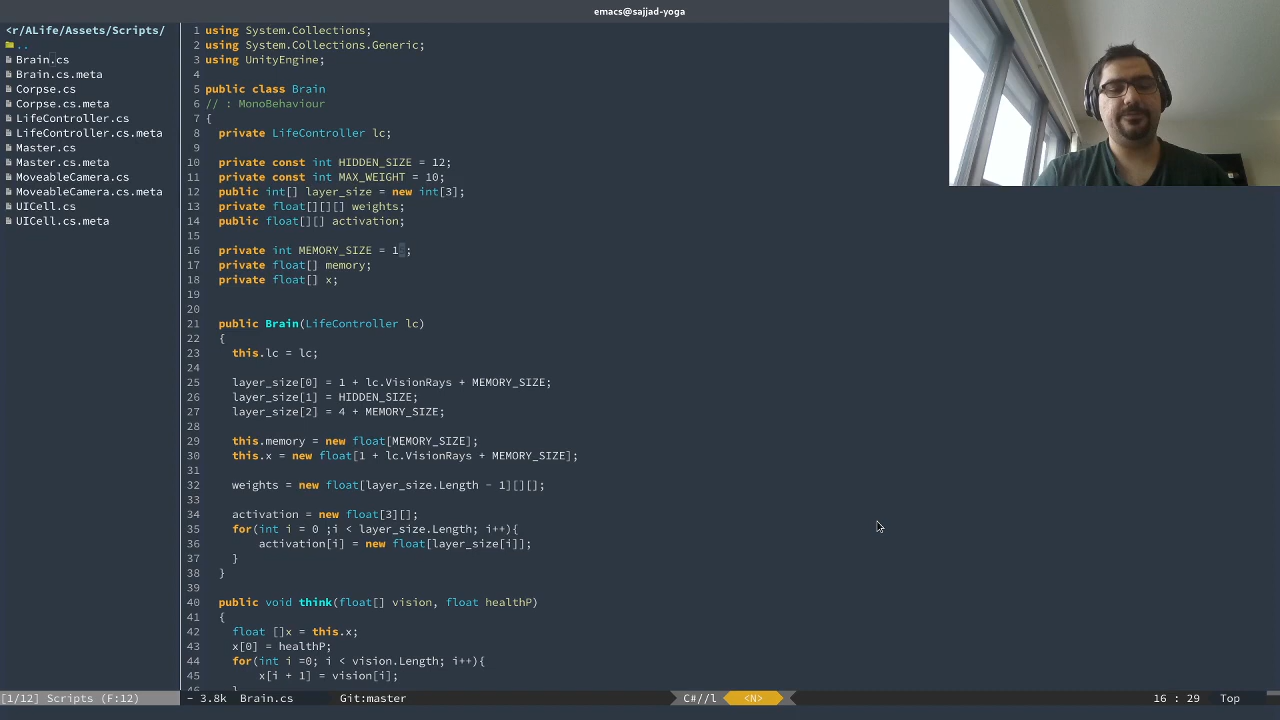 emacs@sajjad-yoga
<r/ALife/Assets/Scripts/
..
Brain.cs
Brain.cs.meta
Corpse.cs
Corpse.cs.meta
LifeController.cs
LifeController.cs.meta
Master.cs
Master.cs.meta
MoveableCamera.cs
MoveableCamera.cs.meta
UICell.cs
UICell.cs.meta
1 using System.Collections;
2 using System.Collections.Generic;
3 using UnityEngine;
4
5 public class Brain
6 // : MonoBehaviour
7 {
8 private LifeController lc;
9
10 private const int HIDDEN_SIZE = 12;
11 private const int MAX_WEIGHT = 10;
12 public int[] layer_size = new int[3];
13 private float[][][] weights;
14 public float[][] activation;
15
16 private int MEMORY_SIZE = 1 ;
17 private float[] memory;
18 private float[] x;
19
20
21 public Brain(LifeController lc)
22 {
23 this.lc = lc;
24
25 layer_size[0] = 1 + lc.VisionRays + MEMORY_SIZE;
26 layer_size[1] = HIDDEN_SIZE;
27 layer_size[2] = 4 + MEMORY_SIZE;
28
29 this.memory = new float[MEMORY_SIZE];
30 this.x = new float[1 + lc.VisionRays + MEMORY_SIZE];
31
32 weights = new float[layer_size.Length - 1][][];
33
34 activation = new float[3][];
35 for(int i = 0 ;i < layer_size.Length; i++){
36 activation[i] = new float[layer_size[i]];
37 }
38 }
39
40 public void think(float[] vision, float healthP)
41 {
42 float []x = this.x;
43 x[0] = healthP;
44 for(int i =0; i < vision.Length; i++){
45 x[i + 1] = vision[i];
[1/12] Scripts (F:12)
- 3.8k Brain.cs Git:master C#//l <N> 16 : 29 Top